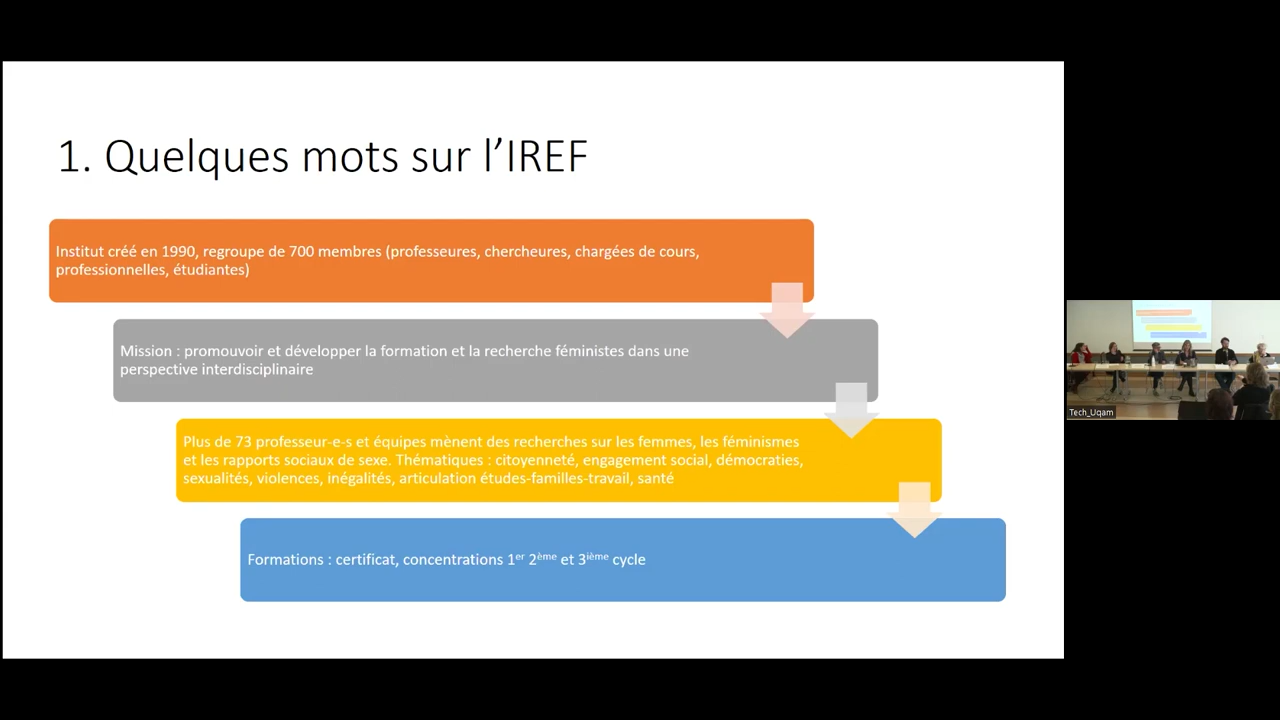 1. Quelques mots sur l'IREF
Institut créé en 1990, regroupe de 700 membres (professeures, chercheures, chargées de cours,
professionnelles, étudiantes)
Mission : promouvoir et développer la formation et la recherche féministes dans une
perspective interdisciplinaire
Plus de 73 professeur-e-s et équipes mènent des recherches sur les femmes, les féminismes
et les rapports sociaux de sexe. Thématiques : citoyenneté, engagement social, démocraties,
sexualités, violences, inégalités, articulation études-familles-travail, santé
Formations : certificat, concentrations 1er 2ème et 3ième cycle
Tech_Uqam